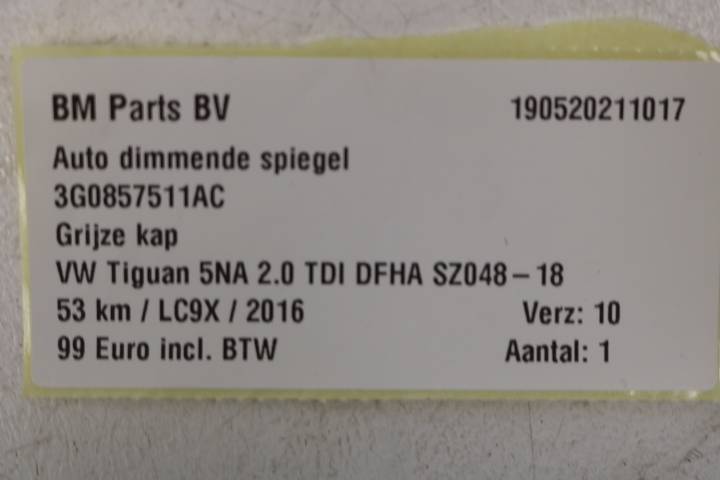 BM Parts BV 190520211017
Auto dimmende spiegel
3G0857511AC
Grijze kap
VW Tiguan 5NA 2.0 TDI DFHA SZ048 – 18
53 km / LC9X / 2016 Verz: 10
99 Euro incl. BTW Aantal: 1